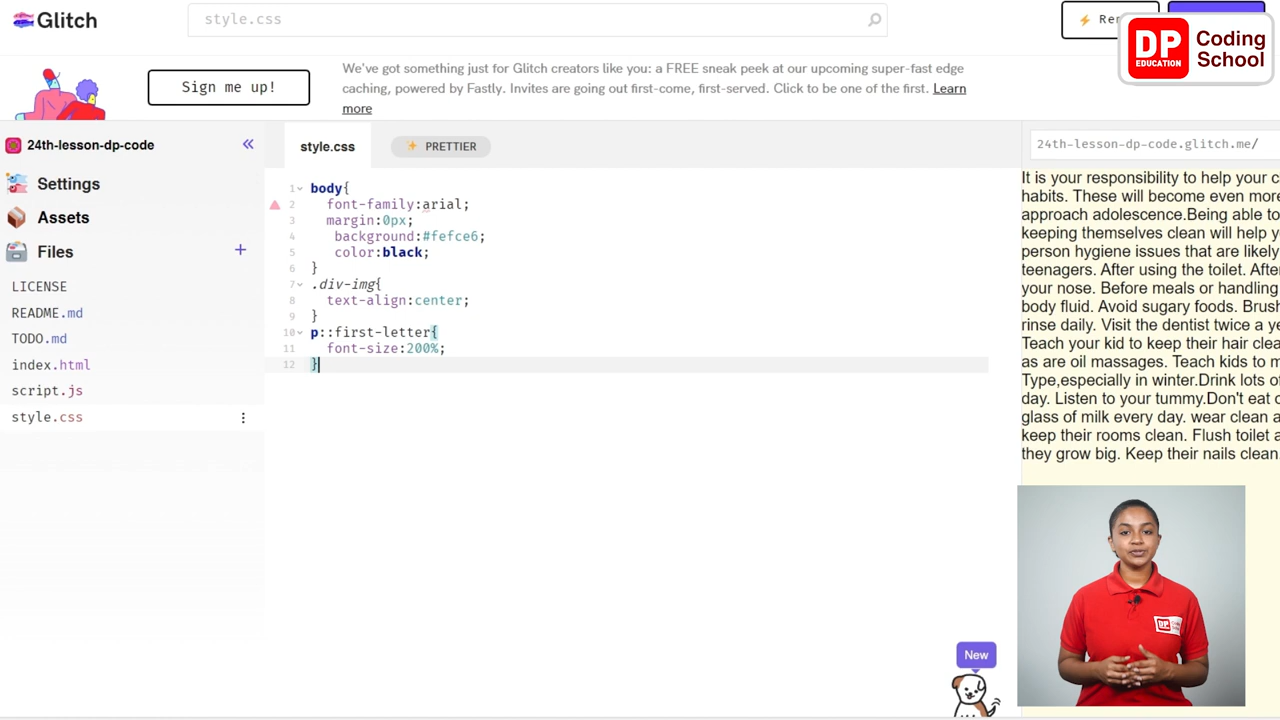 Glitch
style.css
Rem
DP
EDUCATION
Coding
School
Sign me up!
We've got something just for Glitch creators like you: a FREE sneak peek at our upcoming super-fast edge
caching, powered by Fastly. Invites are going out first-come, first-served. Click to be one of the first. Learn
more
24th-lesson-dp-code
«
Settings
Assets
Files
+
LICENSE
README.md
TODO.md
index.html
script.js
style.css
style.css
PRETTIER
1 body{
2 font-family:arial;
3 margin:0px;
4 background:#fefce6;
5 color:black;
6 }
7 .div-img{
8 text-align:center;
9 }
10 p::first-letter{
11 font-size:200%;
12 }
24th-lesson-dp-code.glitch.me/
It is your responsibility to help your c
habits. These will become even more
approach adolescence.Being able to
keeping themselves clean will help yo
person hygiene issues that are likely
teenagers. After using the toilet. After
your nose. Before meals or handling
body fluid. Avoid sugary foods. Brush
rinse daily. Visit the dentist twice a ye
Teach your kid to keep their hair clea
as are oil massages. Teach kids to m
Type,especially in winter.Drink lots of
day. Listen to your tummy.Don't eat o
glass of milk every day. wear clean a
keep their rooms clean. Flush toilet a
they grow big. Keep their nails clean.
New
DP
Coding